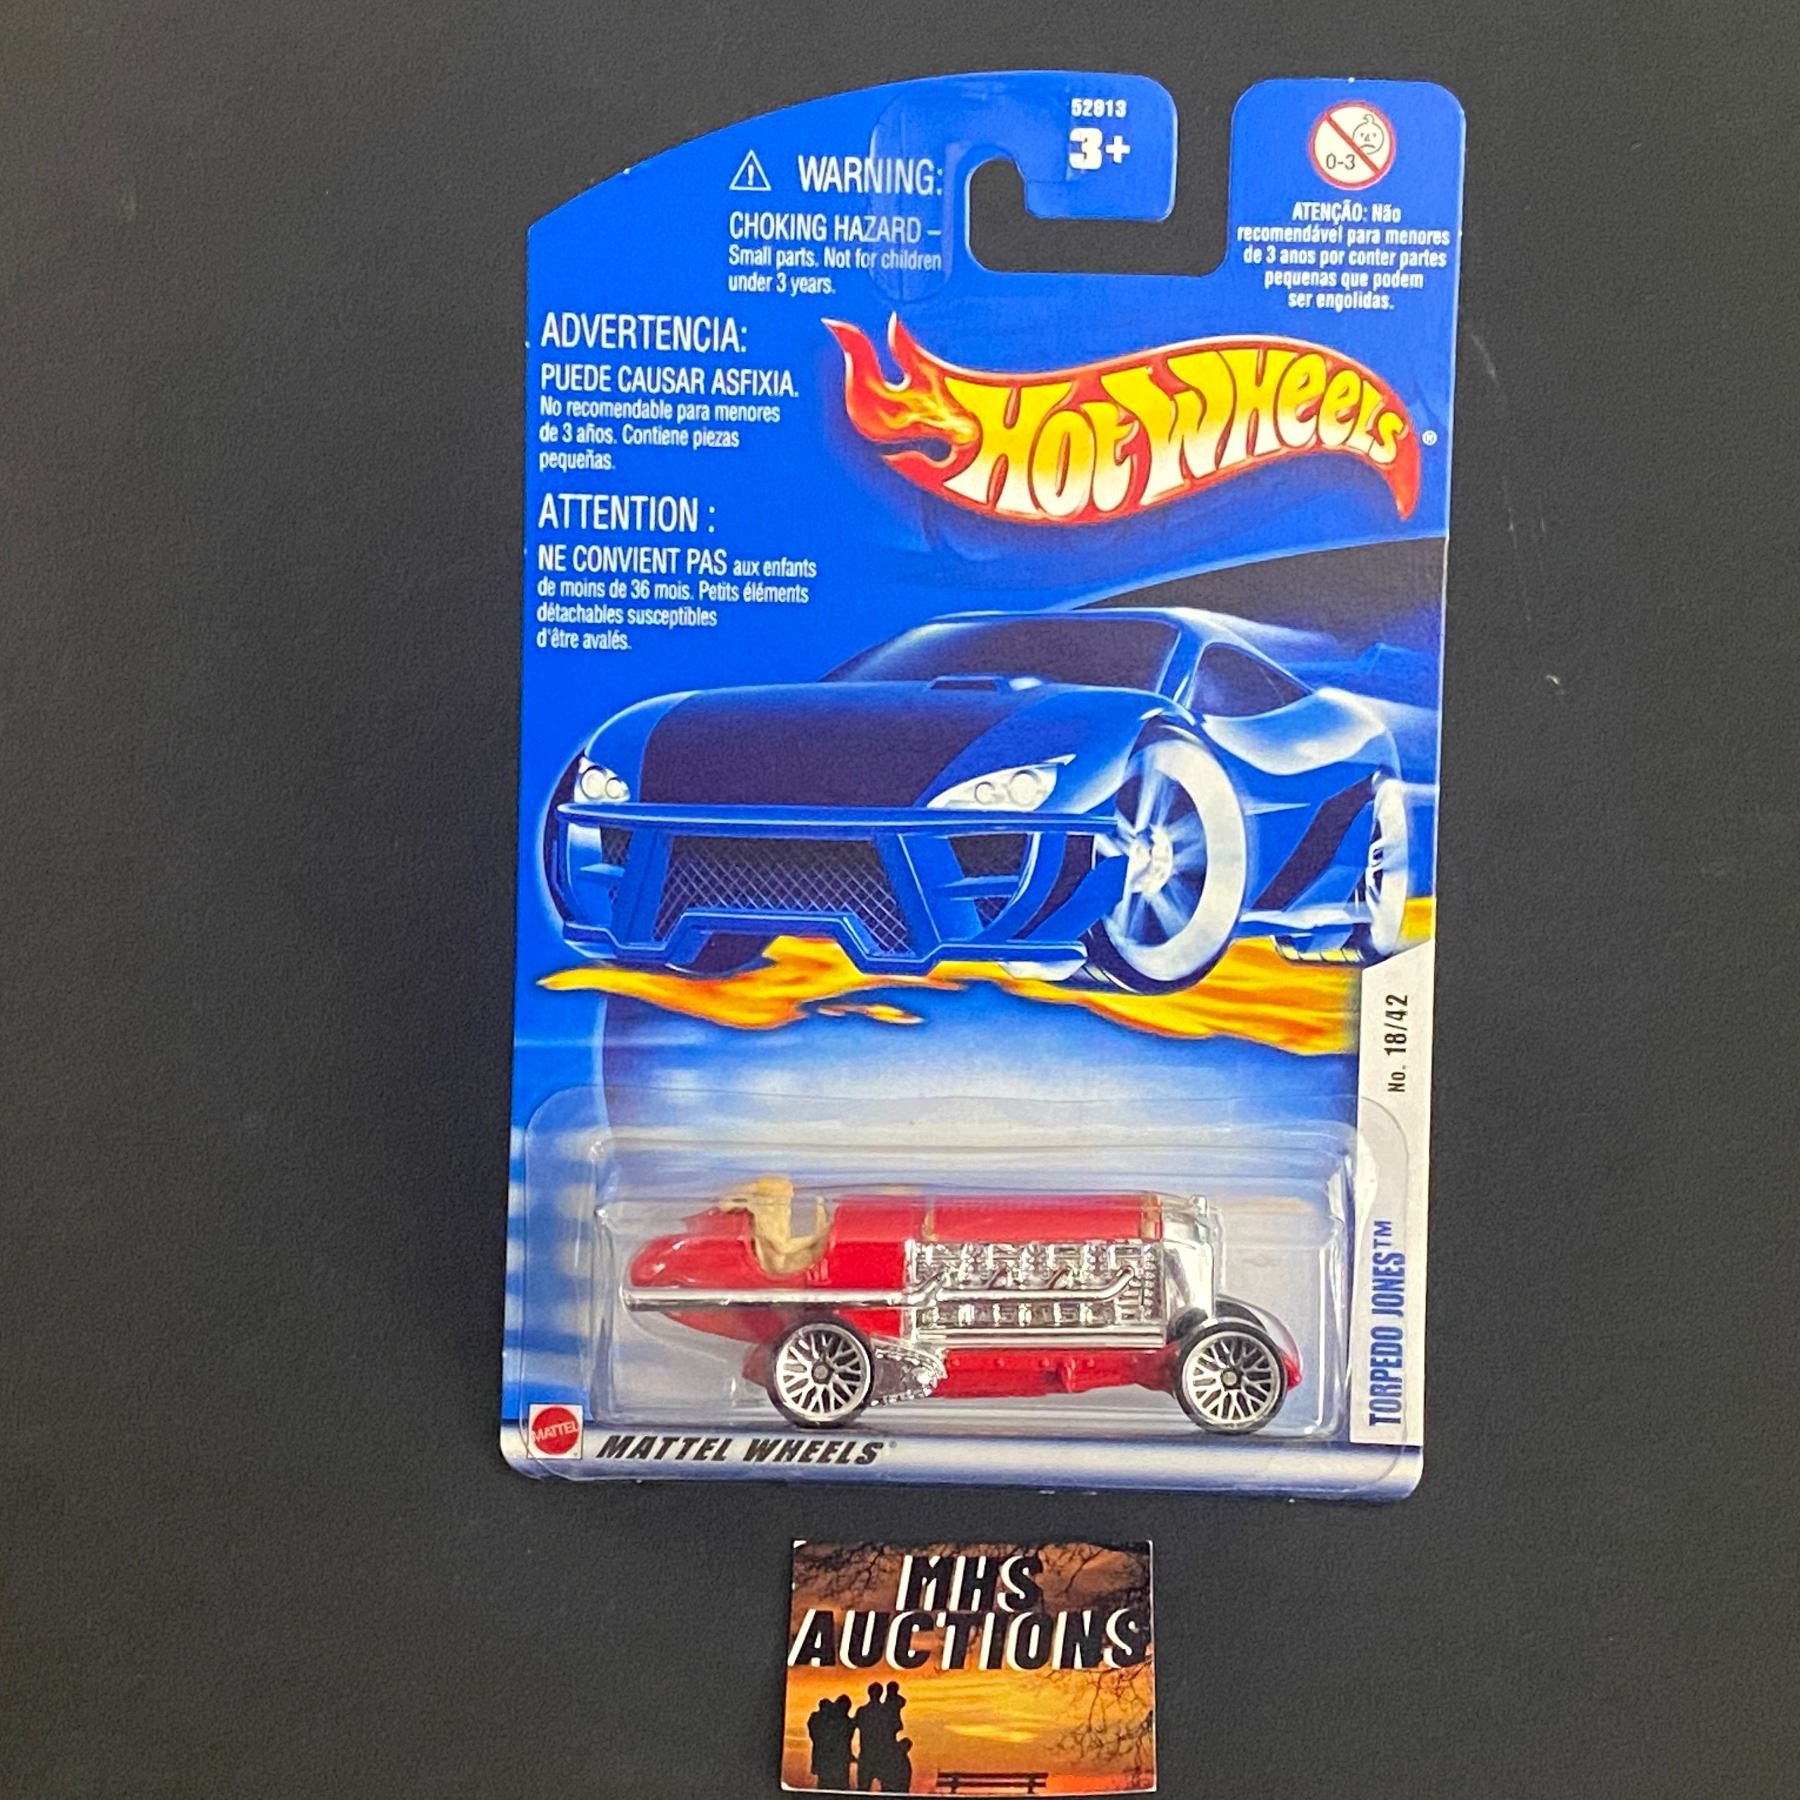 52913
3+
WARNING:
CHOKING HAZARD –
Small parts. Not for children
under 3 years.
0-3
ATENÇÃO: Não
recomendável para menores
de 3 anos por conter partes
pequenas que podem
ser engolidas.
ADVERTENCIA:
PUEDE CAUSAR ASFIXIA.
No recomendable para menores
de 3 años. Contiene piezas
pequeñas.
ATTENTION :
NE CONVIENT PAS aux enfants
de moins de 36 mois. Petits éléments
détachables susceptibles
d'être avalés.
HOT WHEELS®
No. 18/42
TORPEDO JONES™
MATTEL
MATTEL WHEELS®
MHS
AUCTIONS